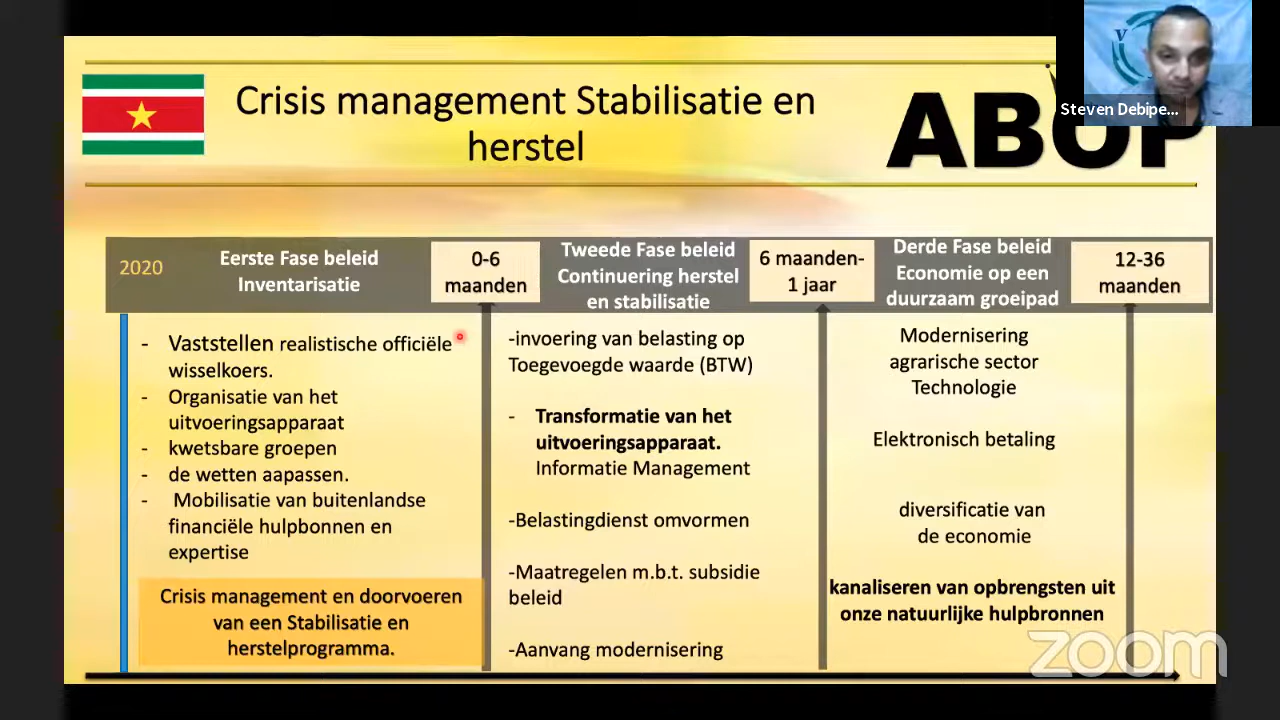 Crisis management Stabilisatie en
herstel
ABOP
Steven Debipe...
V
2020
Eerste Fase beleid
Inventarisatie
0-6
maanden
Tweede Fase beleid
Continuering herstel
en stabilisatie
6 maanden-
1 jaar
Derde Fase beleid
Economie op een
duurzaam groeipad
12-36
maanden
- Vaststellen realistische officiële
wisselkoers.
- Organisatie van het
uitvoeringsapparaat
- kwetsbare groepen
- de wetten aapassen.
- Mobilisatie van buitenlandse
financiële hulpbonnen en
expertise
Crisis management en doorvoeren
van een Stabilisatie en
herstelprogramma.
-invoering van belasting op
Toegevoegde waarde (BTW)
- Transformatie van het
uitvoeringsapparaat.
Informatie Management
-Belastingdienst omvormen
-Maatregelen m.b.t. subsidie
beleid
-Aanvang modernisering
Modernisering
agrarische sector
Technologie
Elektronisch betaling
diversificatie van
de economie
kanaliseren van opbrengsten uit
onze natuurlijke hulpbronnen
zoom